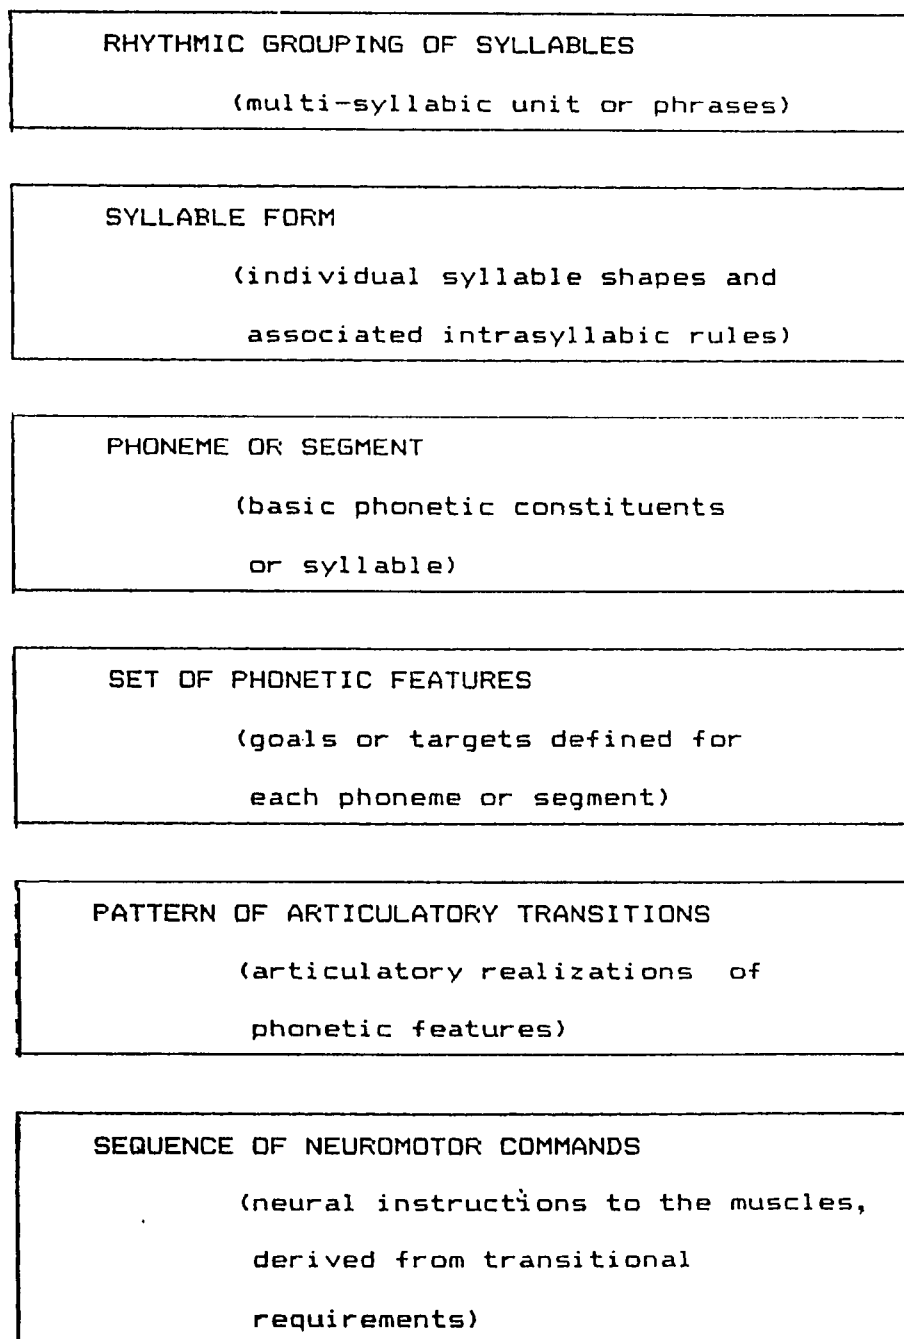 RHYTHMIC GROUPING OF SYLLABLES
(multi-syllabic unit or phrases)
SYLLABLE FORM
(individual syllable shapes and
associated intrasyllabic rules)
PHONEME OR SEGMENT
(basic phonetic constituents
or syllable)
SET OF PHONETIC FEATURES
(goals or targets defined for
each phoneme or segment)
PATTERN OF ARTICULATORY TRANSITIONS
(articulatory realizations of
phonetic features)
SEQUENCE OF NEUROMOTOR COMMANDS
(neural instructions to the muscles,
derived from transitional
requirements)